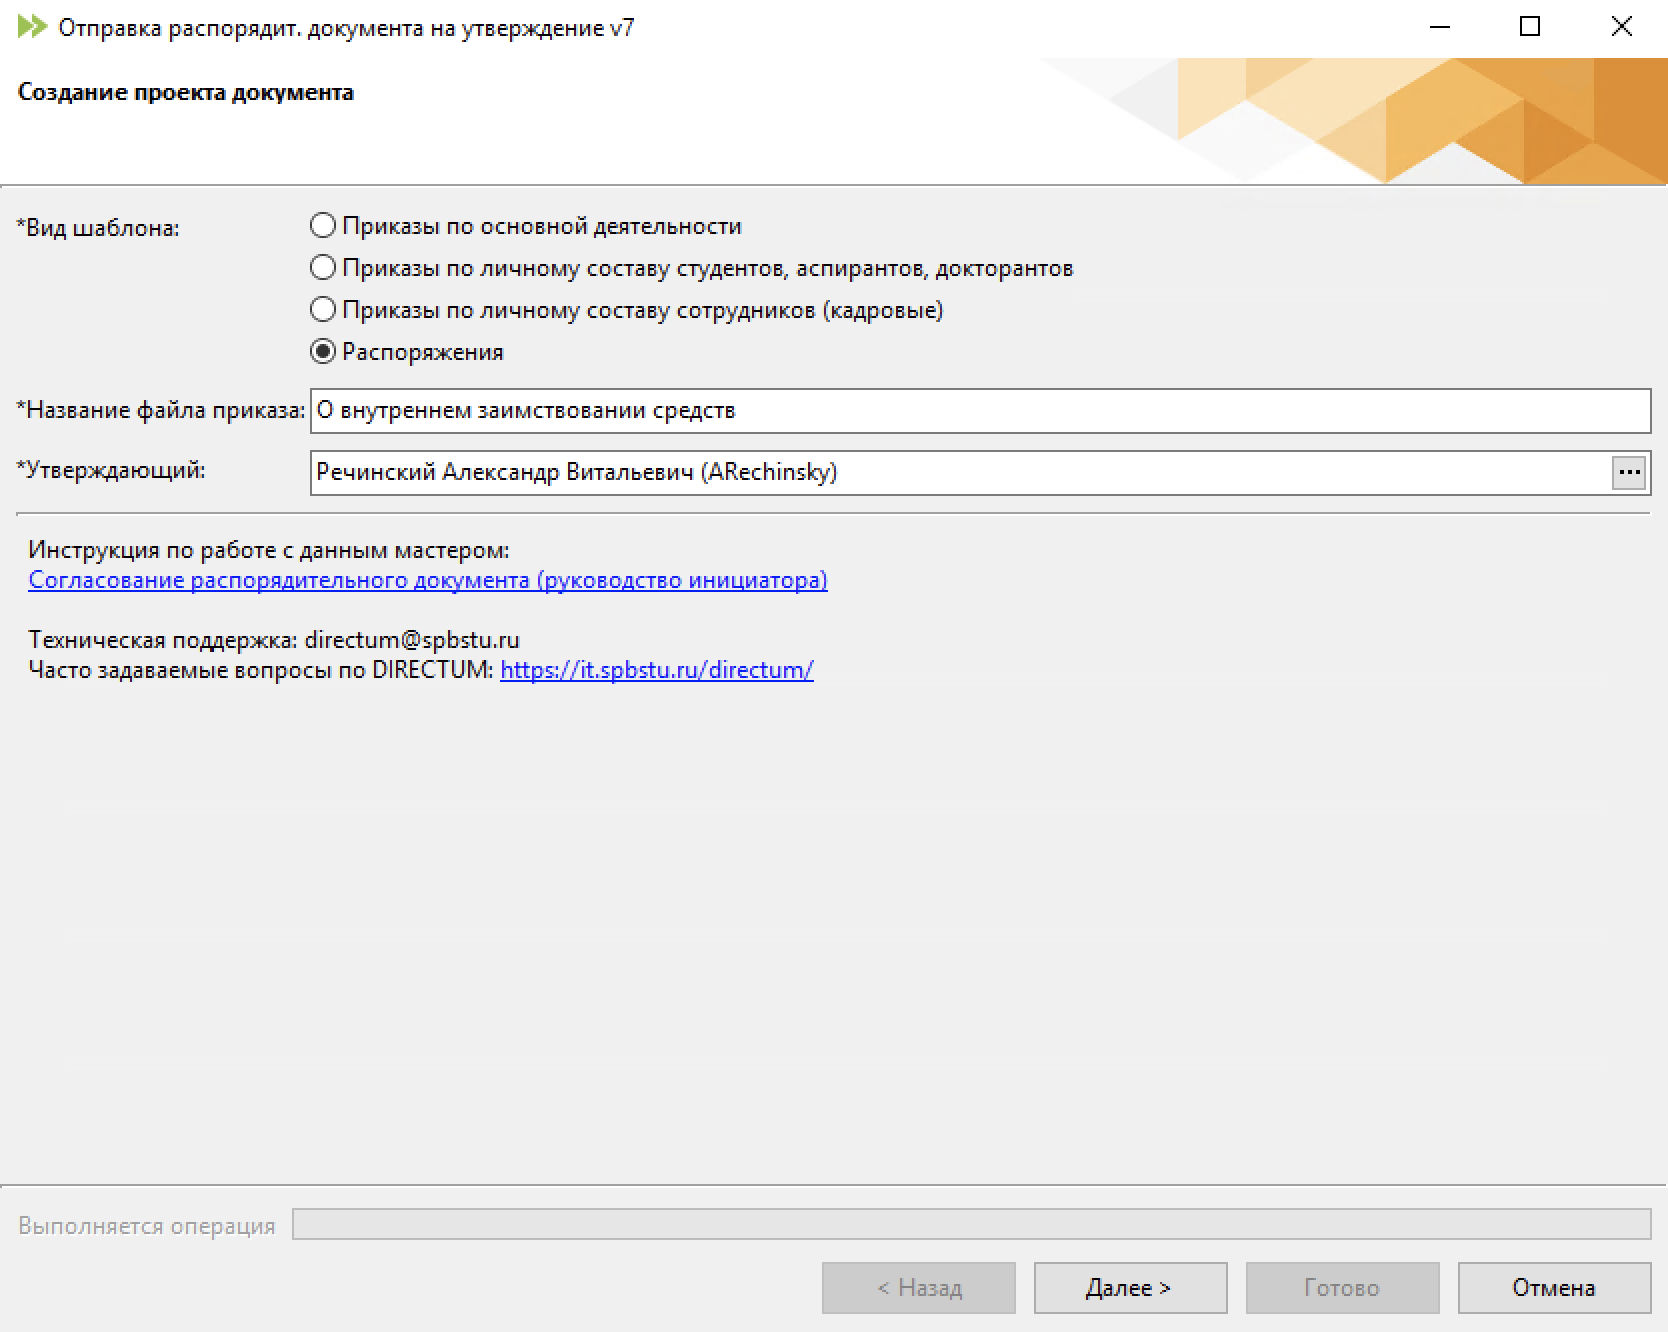 Отправка распорядит. документа на утверждение v7
Создание проекта документа
*Вид шаблона:
Приказы по основной деятельности
Приказы по личному составу студентов, аспирантов, докторантов
Приказы по личному составу сотрудников (кадровые)
Распоряжения
*Название файла приказа: О внутреннем заимствовании средств
*Утверждающий: Речинский Александр Витальевич (ARechinsky) ...
Инструкция по работе с данным мастером:
Согласование распорядительного документа (руководство инициатора)
Техническая поддержка: directum@spbstu.ru
Часто задаваемые вопросы по DIRECTUM: https://it.spbstu.ru/directum/
Выполняется операция
< Назад Далее > Готово Отмена